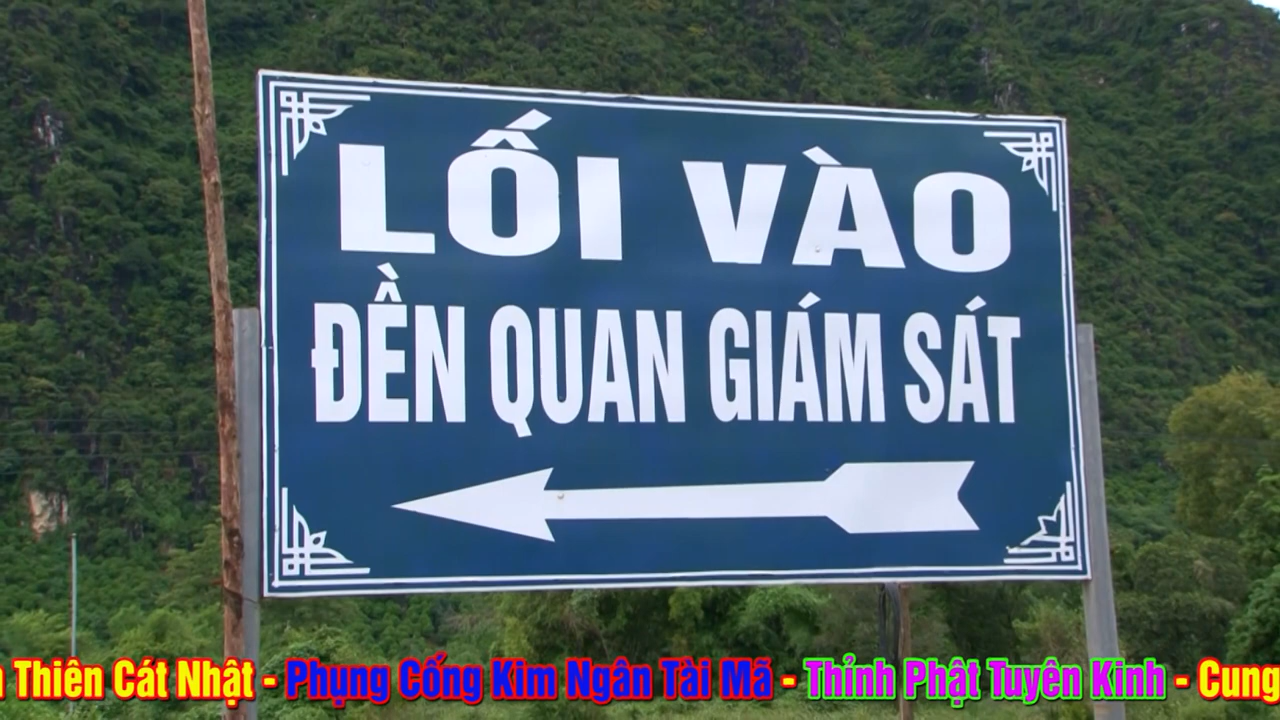 LỐI VÀO
ĐỀN QUAN GIÁM SÁT
Thiên Cát Nhật - Phụng Cống Kim Ngân Tài Mã - Thỉnh Phật Tuyên Kinh - Cung